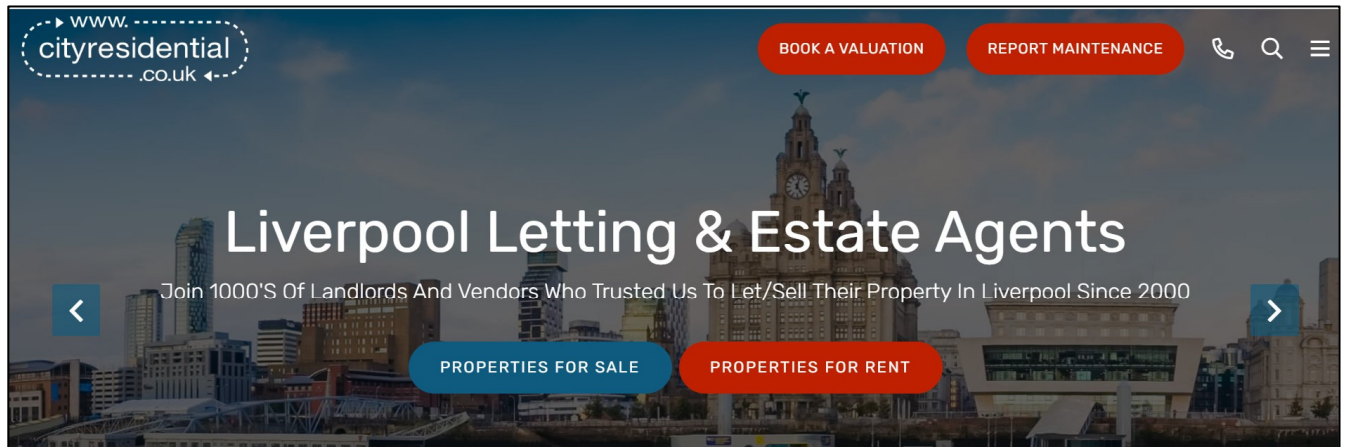 www.
cityresidential
.co.uk
BOOK A VALUATION
REPORT MAINTENANCE
Liverpool Letting & Estate Agents
Join 1000'S Of Landlords And Vendors Who Trusted Us To Let/Sell Their Property In Liverpool Since 2000
PROPERTIES FOR SALE
PROPERTIES FOR RENT